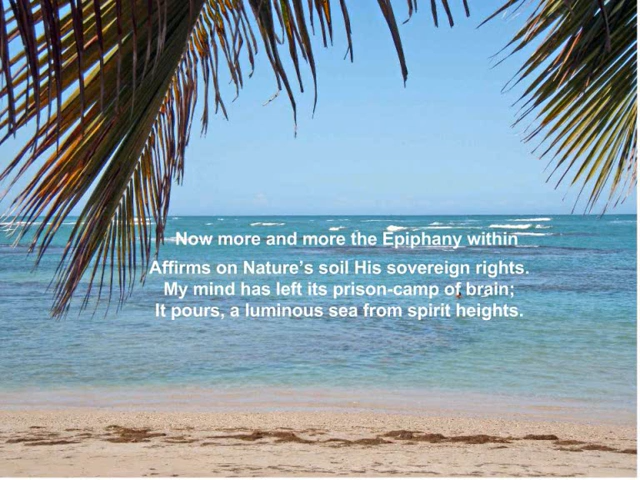 Now more and more the Epiphany within
Affirms on Nature's soil His sovereign rights.
My mind has left its prison-camp of brain;
It pours, a luminous sea from spirit heights.